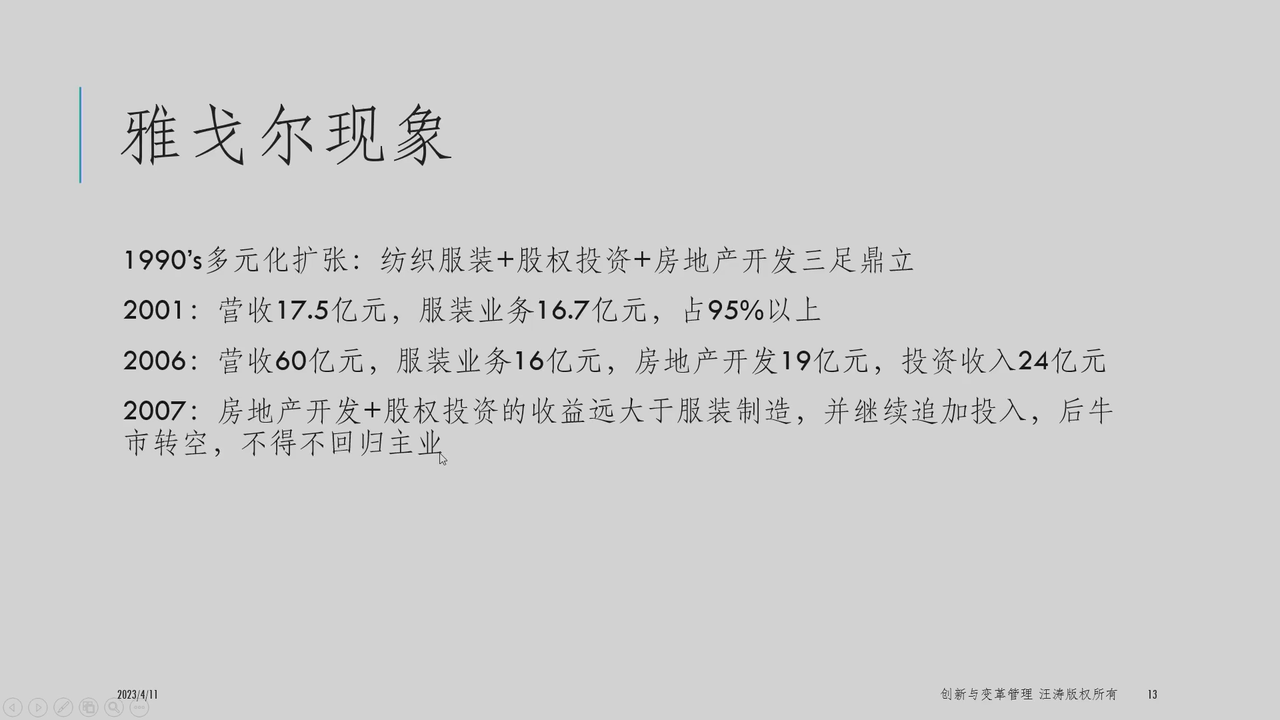 雅戈尔现象
1990’s多元化扩张：纺织服装+股权投资+房地产开发三足鼎立
2001：营收17.5亿元，服装业务16.7亿元，占95%以上
2006：营收60亿元，服装业务16亿元，房地产开发19亿元，投资收入24亿元
2007：房地产开发+股权投资的收益远大于服装制造，并继续追加投入，后牛
市转空，不得不回归主业
2023/4/11
创新与变革管理 汪涛版权所有
13